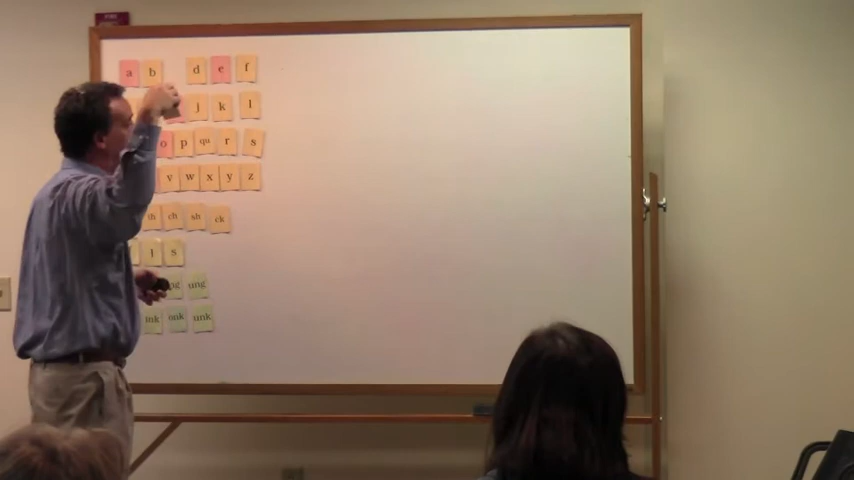 a b d e f
j k l
o p qu r s
v w x y z
th ch sh ck
l s
ung
ink onk unk